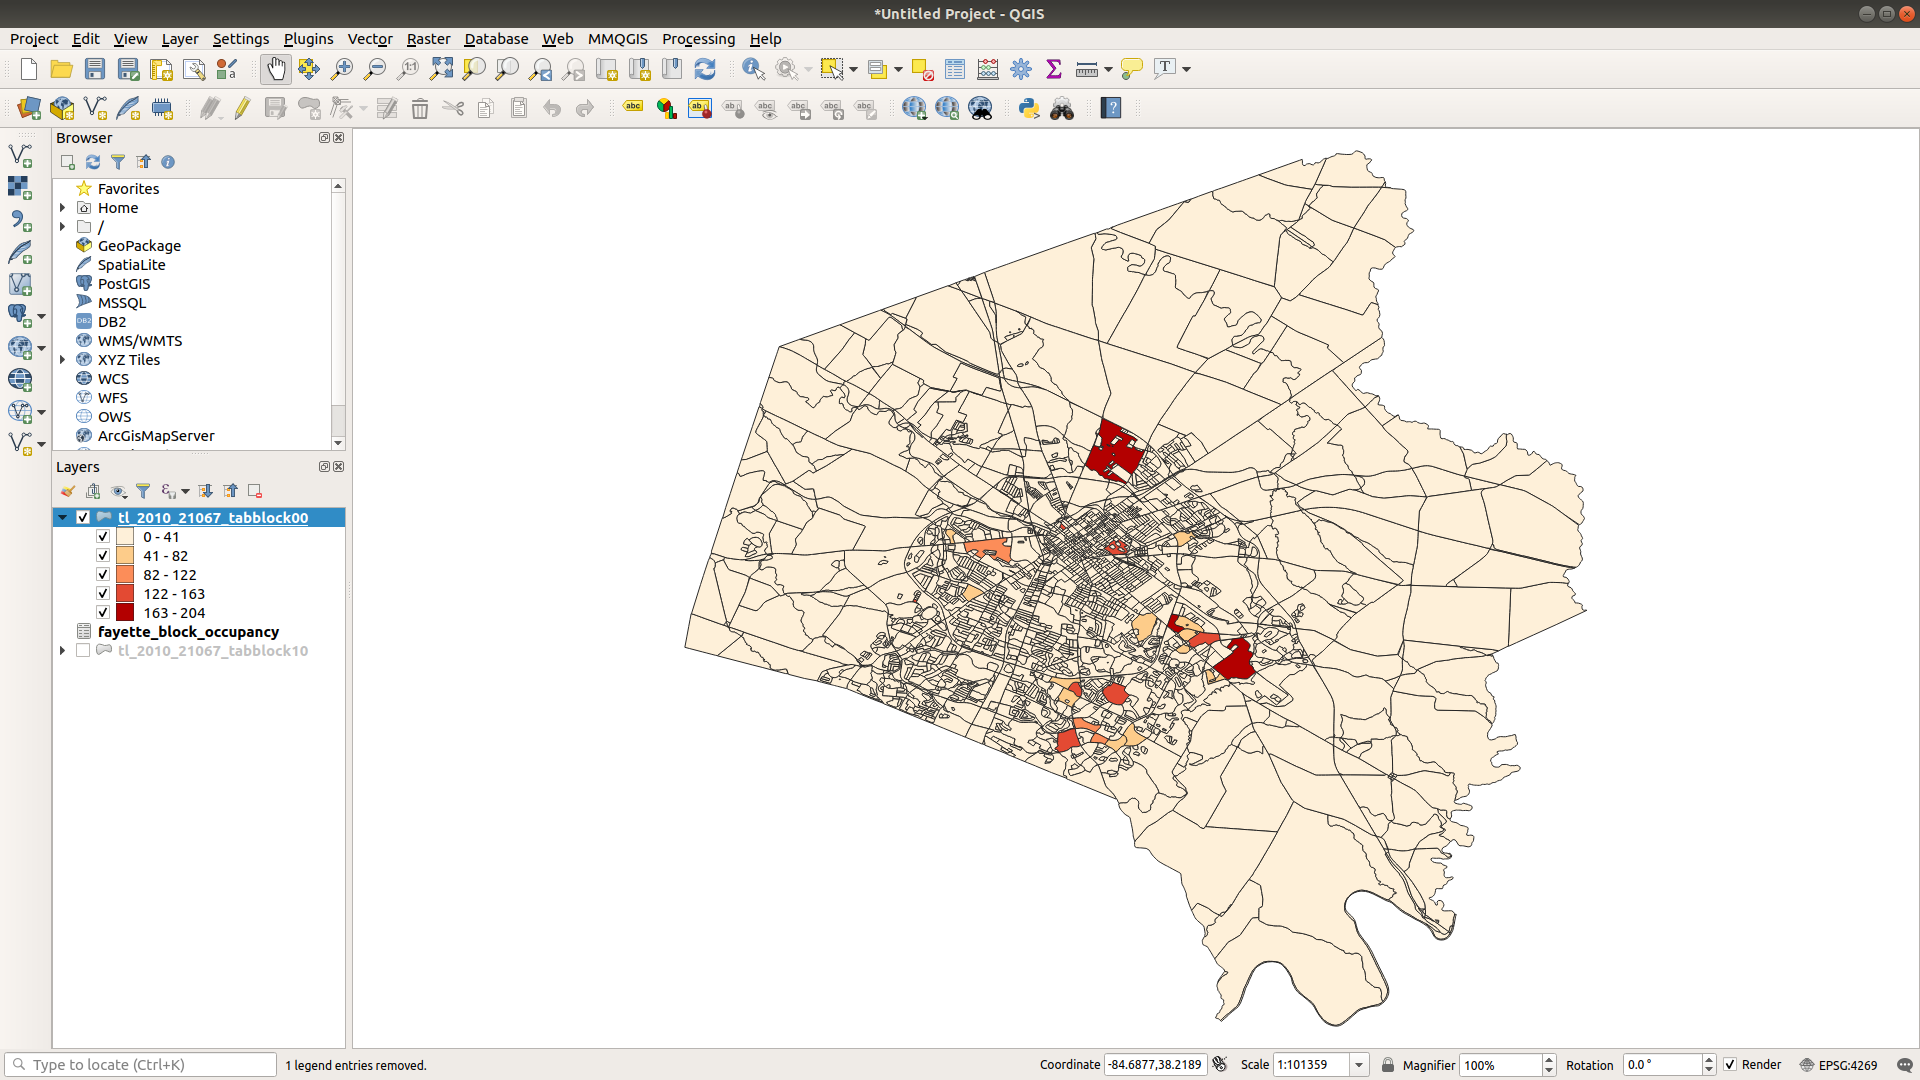 *Untitled Project - QGIS
Project Edit View Layer Settings Plugins Vector Raster Database Web MMQGIS Processing Help
Browser
Favorites
Home
/
GeoPackage
SpatiaLite
PostGIS
MSSQL
DB2
WMS/WMTS
XYZ Tiles
WCS
WFS
OWS
ArcGisMapServer
Layers
tl_2010_21067_tabblock00
0 - 41
41 - 82
82 - 122
122 - 163
163 - 204
fayette_block_occupancy
tl_2010_21067_tabblock10
Type to locate (Ctrl+K) 1 legend entries removed. Coordinate -84.6877,38.2189 Scale 1:101359 Magnifier 100% Rotation 0.0 ° Render EPSG:4269